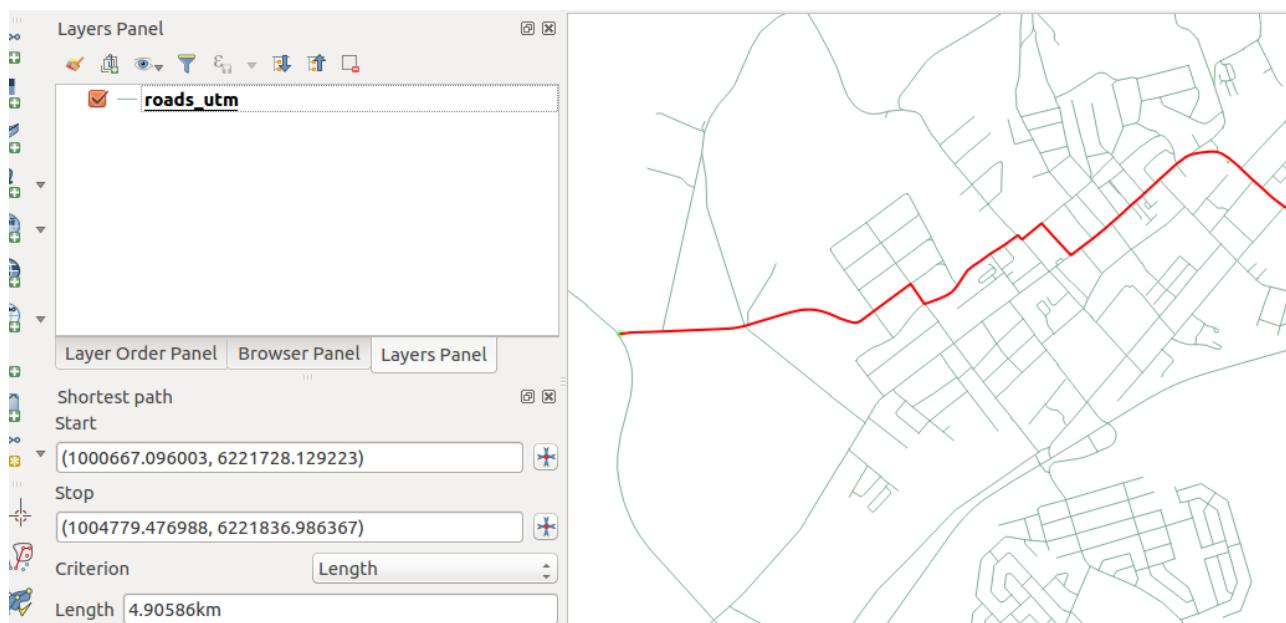 Layers Panel
roads_utm
Layer Order Panel
Browser Panel
Layers Panel
Shortest path
Start
(1000667.096003, 6221728.129223)
Stop
(1004779.476988, 6221836.986367)
Criterion
Length
Length
4.90586km